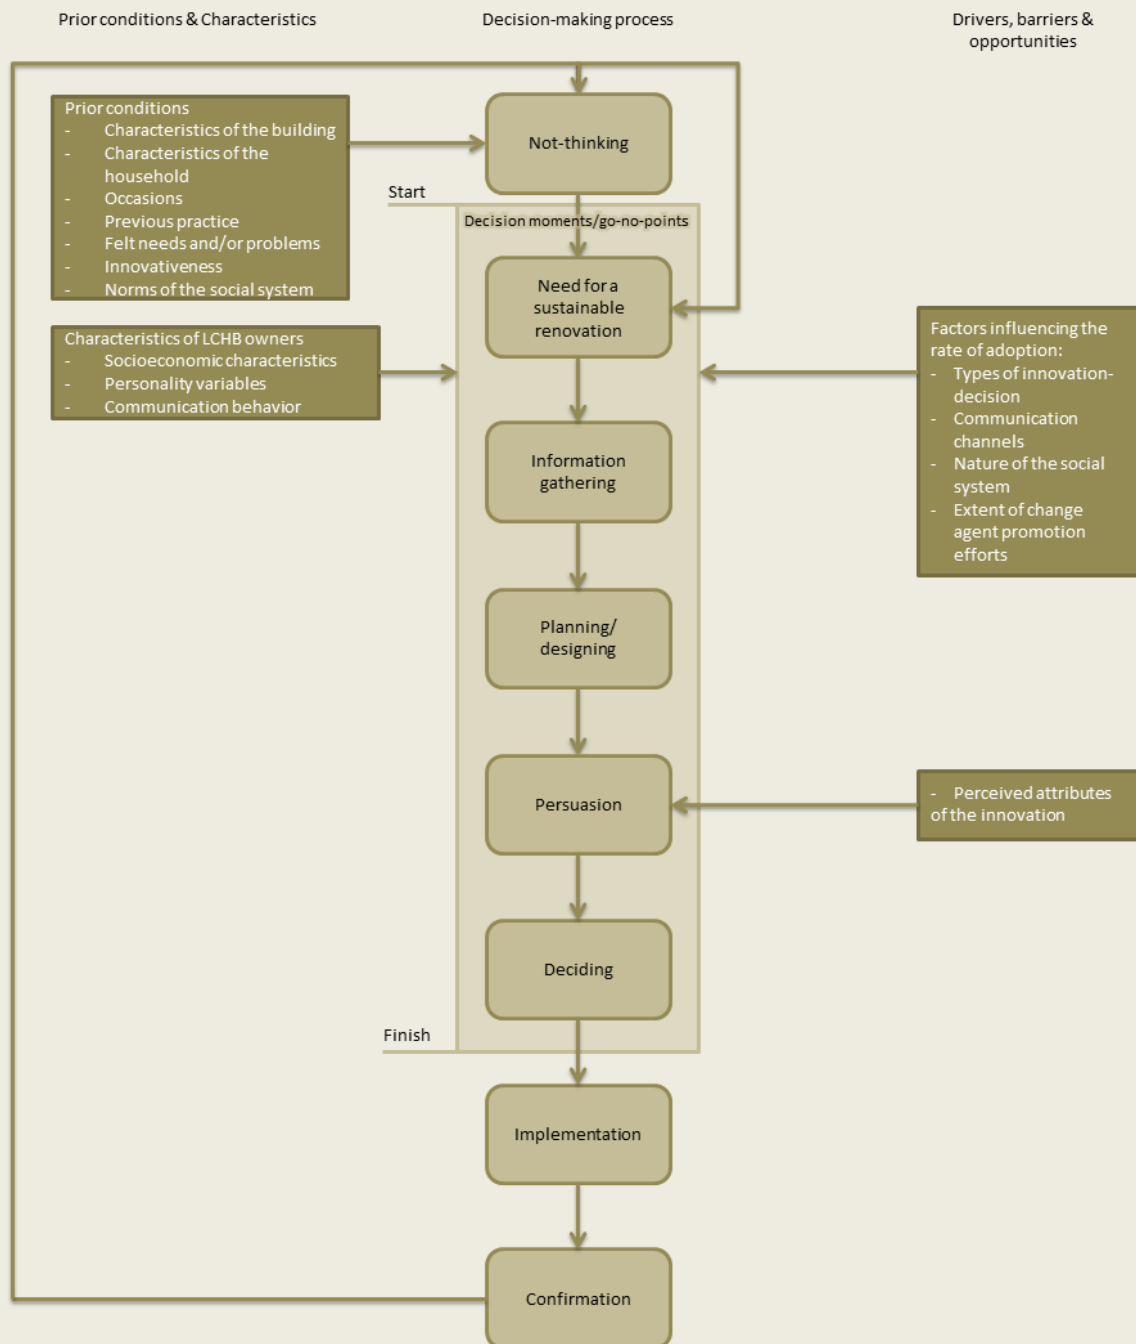 Prior conditions & Characteristics
Decision-making process
Drivers, barriers &
opportunities
Prior conditions
- Characteristics of the building
- Characteristics of the
household
- Occasions
- Previous practice
- Felt needs and/or problems
- Innovativeness
- Norms of the social system
Not-thinking
Start
Decision moments/go-no-points
Need for a
sustainable
renovation
Characteristics of LCHB owners
- Socioeconomic characteristics
- Personality variables
- Communication behavior
Factors influencing the
rate of adoption:
- Types of innovation-
decision
- Communication
channels
- Nature of the social
system
- Extent of change
agent promotion
efforts
Information
gathering
Planning/
designing
Persuasion
- Perceived attributes
of the innovation
Deciding
Finish
Implementation
Confirmation